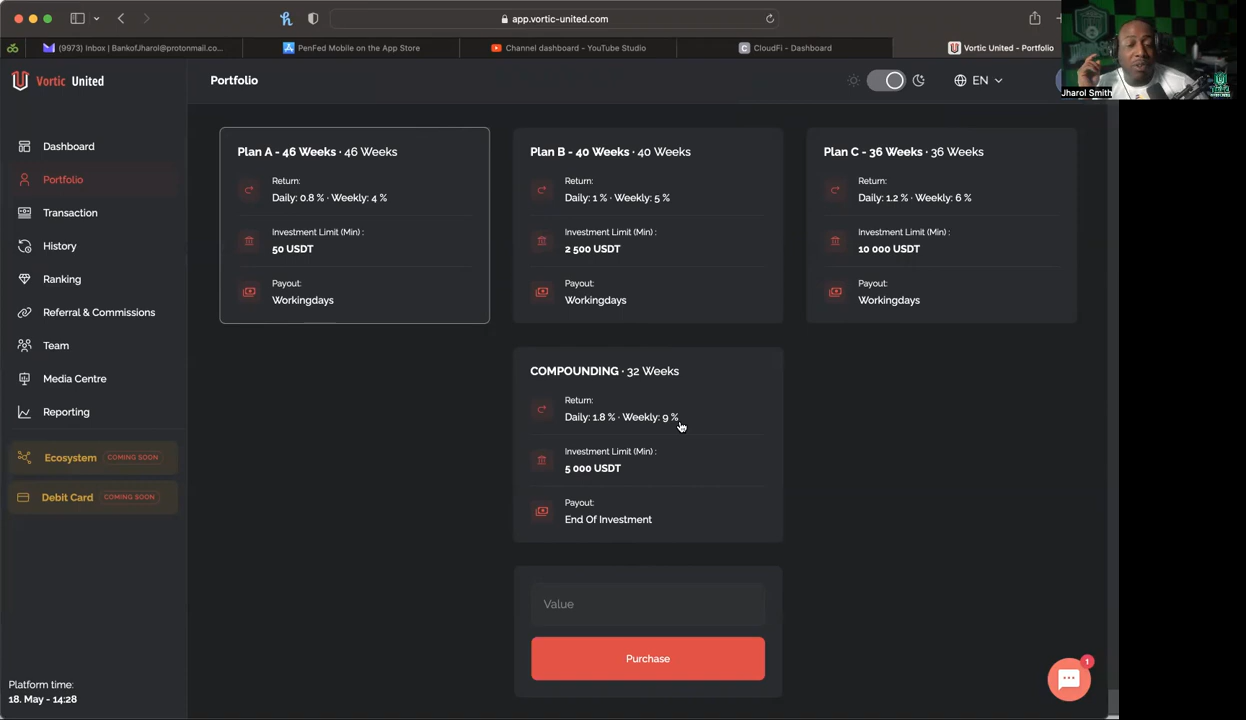 app.vortic-united.com
(9973) Inbox | BankofJharol@protonmail.co...
PenFed Mobile on the App Store
Channel dashboard - YouTube Studio
C
CloudFi - Dashboard
Vortic United - Portfolio
Jharol Smith
Vortic United
Portfolio
EN
Dashboard
Portfolio
Transaction
History
Ranking
Referral & Commissions
Team
Media Centre
Reporting
Ecosystem COMING SOON
Debit Card COMING SOON
Platform time:
18. May - 14:28
Plan A - 46 Weeks · 46 Weeks
Return:
Daily: 0.8 % · Weekly: 4 %
Investment Limit (Min) :
50 USDT
Payout:
Workingdays
Plan B - 40 Weeks · 40 Weeks
Return:
Daily: 1 % · Weekly: 5 %
Investment Limit (Min) :
2 500 USDT
Payout:
Workingdays
Plan C - 36 Weeks · 36 Weeks
Return:
Daily: 1.2 % · Weekly: 6 %
Investment Limit (Min) :
10 000 USDT
Payout:
Workingdays
COMPOUNDING · 32 Weeks
Return:
Daily: 1.8 % · Weekly: 9 %
Investment Limit (Min) :
5 000 USDT
Payout:
End Of Investment
Value
Purchase
1